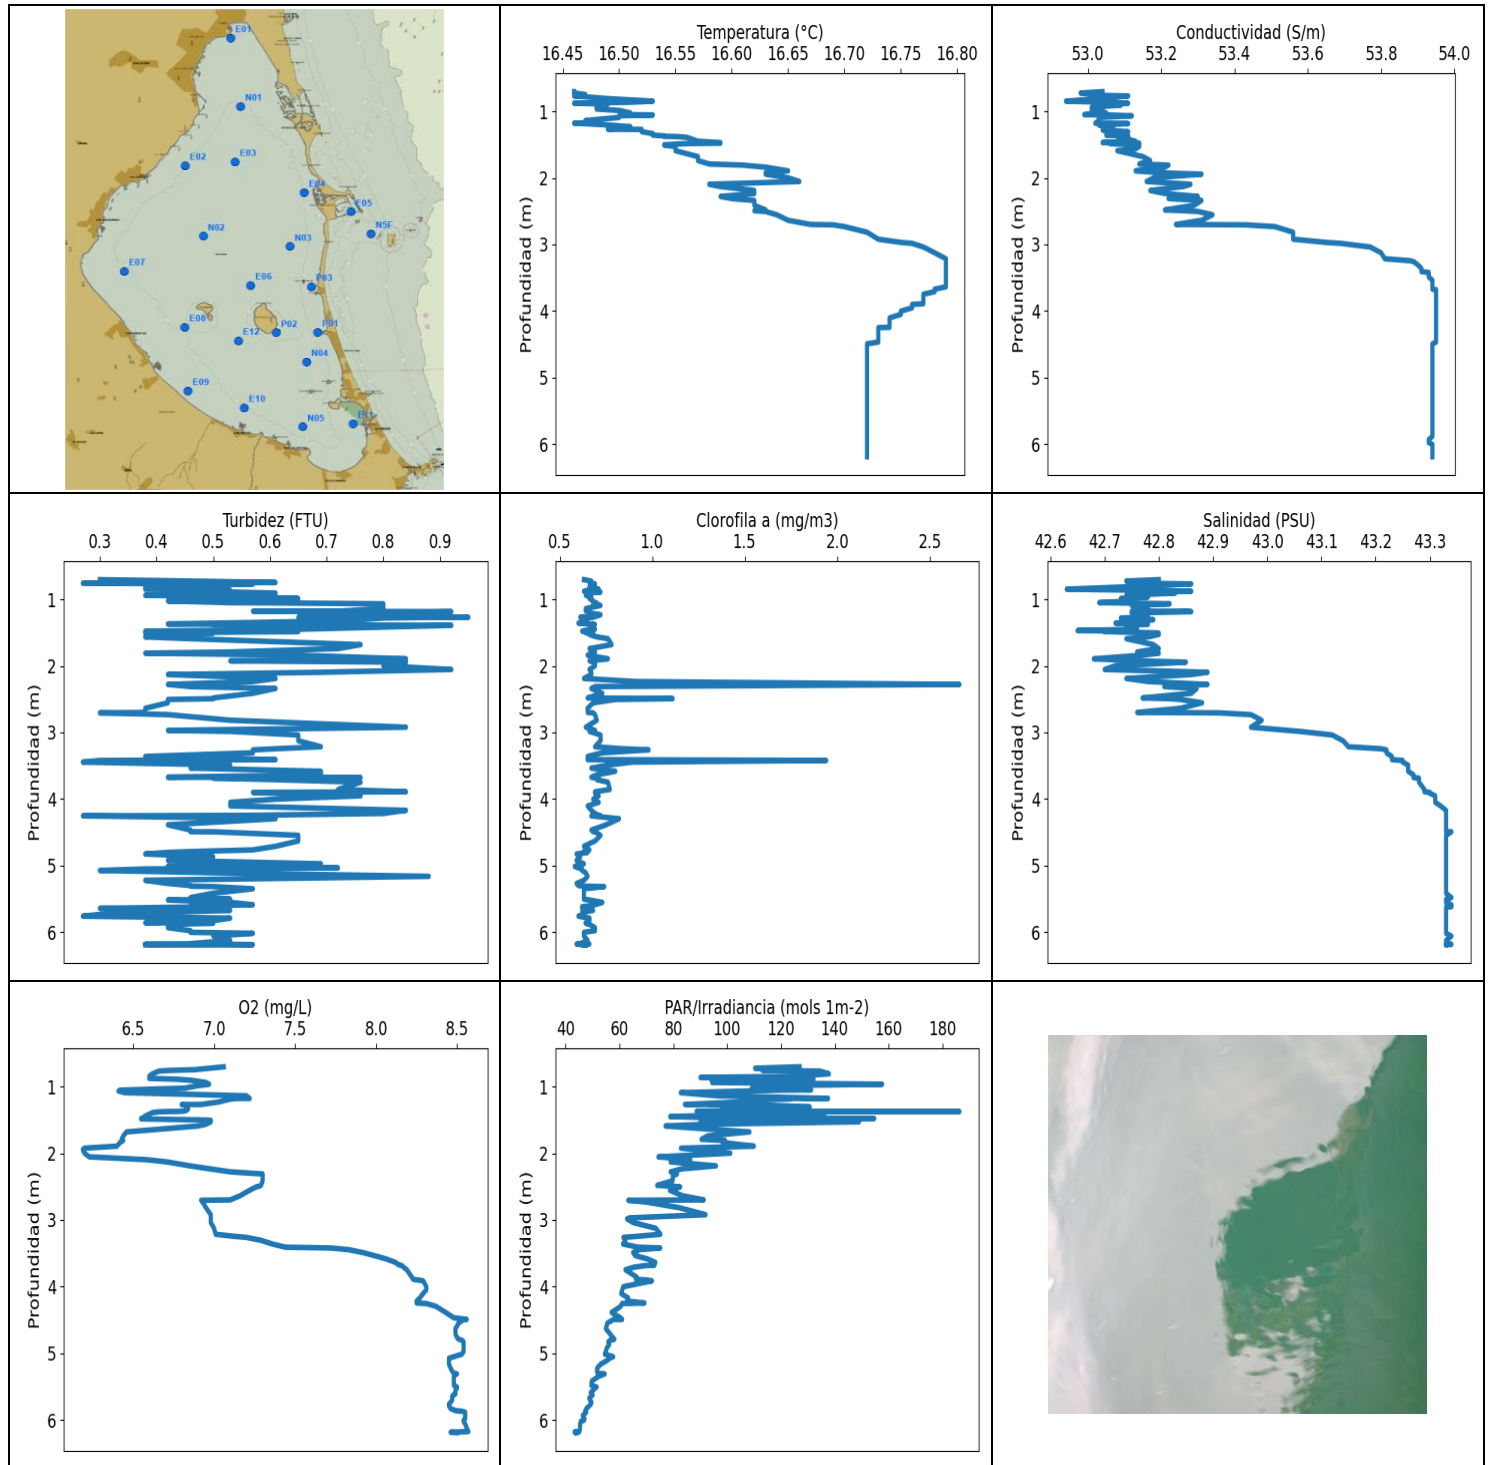 E01
N01
E02
E03
E04
E05
N5F
N02
N03
E07
E06
P03
E08
E12
P02
P01
N04
E09
E10
N05
E11
Temperatura (°C)
16.45 16.50 16.55 16.60 16.65 16.70 16.75 16.80
Profundidad (m)
1
2
3
4
5
6
Conductividad (S/m)
53.0 53.2 53.4 53.6 53.8 54.0
Profundidad (m)
1
2
3
4
5
6
Turbidez (FTU)
0.3 0.4 0.5 0.6 0.7 0.8 0.9
Profundidad (m)
1
2
3
4
5
6
Clorofila a (mg/m3)
0.5 1.0 1.5 2.0 2.5
Profundidad (m)
1
2
3
4
5
6
Salinidad (PSU)
42.6 42.7 42.8 42.9 43.0 43.1 43.2 43.3
Profundidad (m)
1
2
3
4
5
6
O2 (mg/L)
6.5 7.0 7.5 8.0 8.5
Profundidad (m)
1
2
3
4
5
6
PAR/Irradiancia (mols 1m-2)
40 60 80 100 120 140 160 180
Profundidad (m)
1
2
3
4
5
6